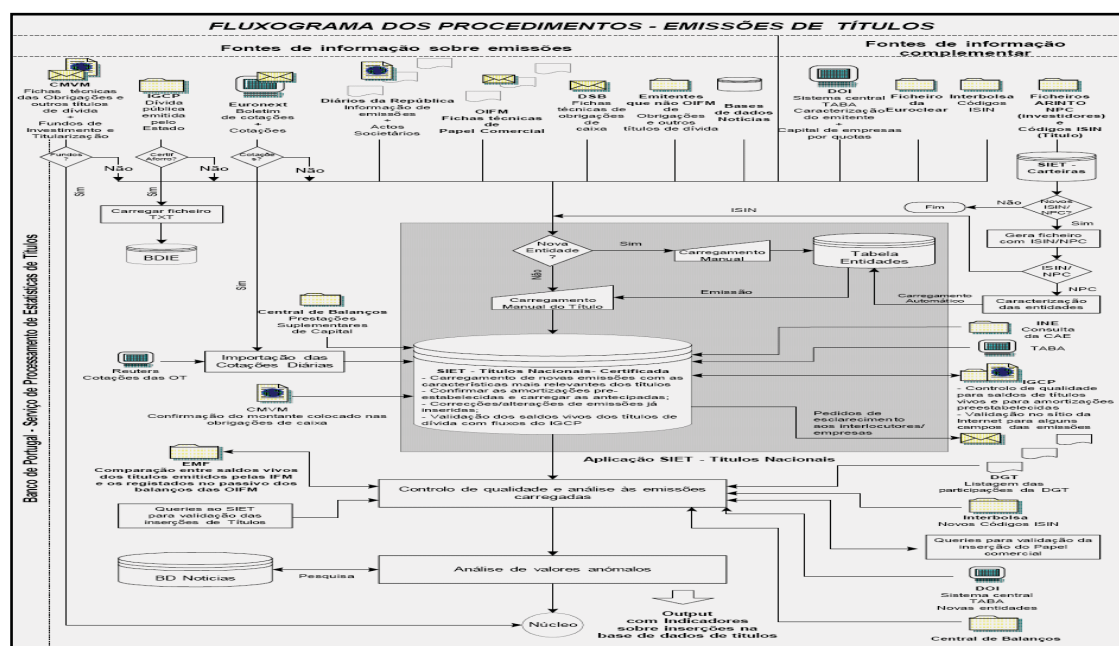 FLUXOGRAMA DOS PROCEDIMENTOS - EMISSÕES DE TÍTULOS
Fontes de informação sobre emissões
Fontes de informação
complementar
CMVM
Fichas técnicas
das Obrigações e
outros títulos
de dívida
+
Fundos de
Investimento e
Titularização
IGCP
Dívida
pública
emitida
pelo
Estado
Euronext
Boletim
de cotações
+
Cotações
Diários da República
Informação de
emissões
+
Actos
Societários
OIFM
Fichas técnicas de
Papel Comercial
DSB
Fichas
técnicas de
obrigações de
caixa
Emitentes
que não OIFM
Obrigações
e outros
títulos de dívida
Bases
de dados
Notícias
DOI
Sistema central
TABA
Caracterização
do emitente
+
Capital de empresas
por quotas
Ficheiro
da
Euroclear
Interbolsa
Códigos
ISIN
Ficheiros
ARINTO
NPC
(Investidores)
e
Códigos ISIN
(Título)
Fundos
?
Não
Certif
Aforro?
Não
Cotaçõe
s?
Não
Sim
Sim
Sim
Carregar ficheiro
TXT
BDIE
SIET -
Carteiras
Novos
ISIN/
NPC?
Não
Fim
Sim
Gera ficheiro
com ISIN/NPC
ISIN
ISIN/
NPC
NPC
Caracterização
das entidades
Carregamento
Automático
Nova
Entidade
?
Sim
Não
Carregamento
Manual
Tabela
Entidades
Emissão
Carregamento
Manual do Título
Central de Balanços
Prestações
Suplementares
de Capital
Reuters
Cotações das OT
Importação das
Cotações Diárias
CMVM
Confirmação do montante colocado nas
obrigações de caixa
SIET - Títulos Nacionais- Certificada
- Carregamento de novas emissões com as
características mais relevantes dos títulos
- Confirmar as amortizações pre-
estabelecidas e carregar as antecipadas;
- Correcções/alterações de emissões já
inseridas;
- Validação dos saldos vivos dos títulos de
dívida com fluxos do IGCP
INE
Consulta
da CAE
TABA
IGCP
- Controlo de qualidade
para saldos de títulos
vivos e para amortizações
preestabelecidas
- Validação no sítio da
Internet para alguns
campos das emissões
Pedidos de
esclarecimento
aos interlocutores/
empresas
Aplicação SIET - Títulos Nacionais
EMF
Comparação entre saldos vivos
dos títulos emitidos pelas IFM
e os registados no passivo dos
balanços das OIFM
Controlo de qualidade e análise às emissões
carregadas
DGT
Listagem das
participações da DGT
Queries ao SIET
para validação das
inserções de Títulos
Interbolsa
Novos Códigos ISIN
Queries para validação da
inserção do Papel
comercial
BD Notícias
Pesquisa
Análise de valores anómalos
DOI
Sistema central
TABA
Novas entidades
Núcleo
Output
com Indicadores
sobre inserções na
base de dados de títulos
Central de Balanços
Banco de Portugal - Serviço de Processamento de Estatísticas de Títulos